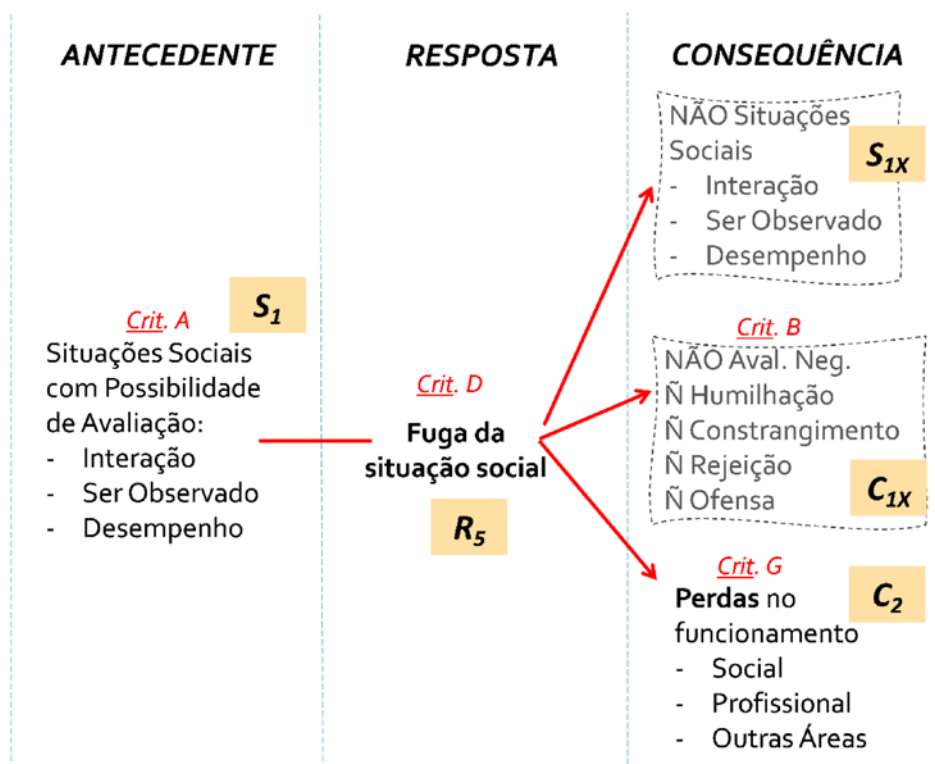 ANTECEDENTE
RESPOSTA
CONSEQUÊNCIA
NÃO Situações
Sociais
- Interação
- Ser Observado
- Desempenho
S1X
S1
Crit. A
Situações Sociais
com Possibilidade
de Avaliação:
- Interação
- Ser Observado
- Desempenho
Crit. D
Fuga da
situação social
R5
Crit. B
NÃO Aval. Neg.
Ñ Humilhação
Ñ Constrangimento
Ñ Rejeição
Ñ Ofensa
C1X
Crit. G
Perdas no
funcionamento
- Social
- Profissional
- Outras Áreas
C2